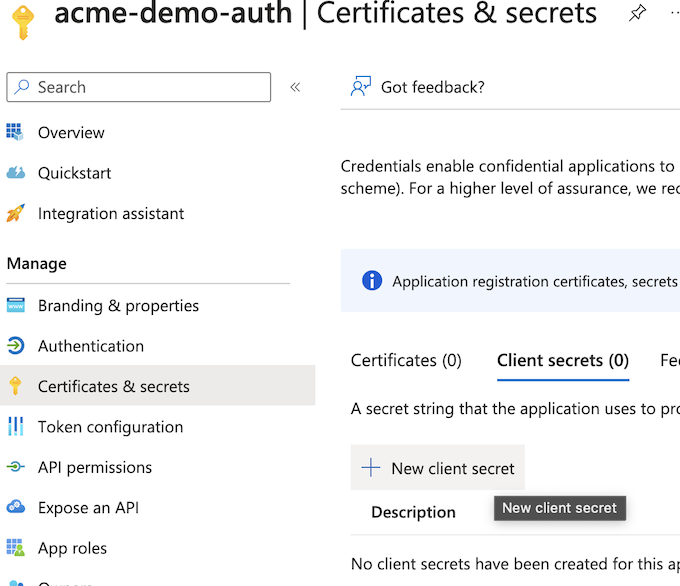 acme-demo-auth | Certificates & secrets
Search
Got feedback?
Overview
Quickstart
Integration assistant
Manage
Branding & properties
Authentication
Certificates & secrets
Token configuration
API permissions
Expose an API
App roles
Credentials enable confidential applications to
scheme). For a higher level of assurance, we
Application registration certificates, secrets
Certificates (0) Client secrets (0)
A secret string that the application uses to
New client secret
Description
New client secret
No client secrets have been created for this